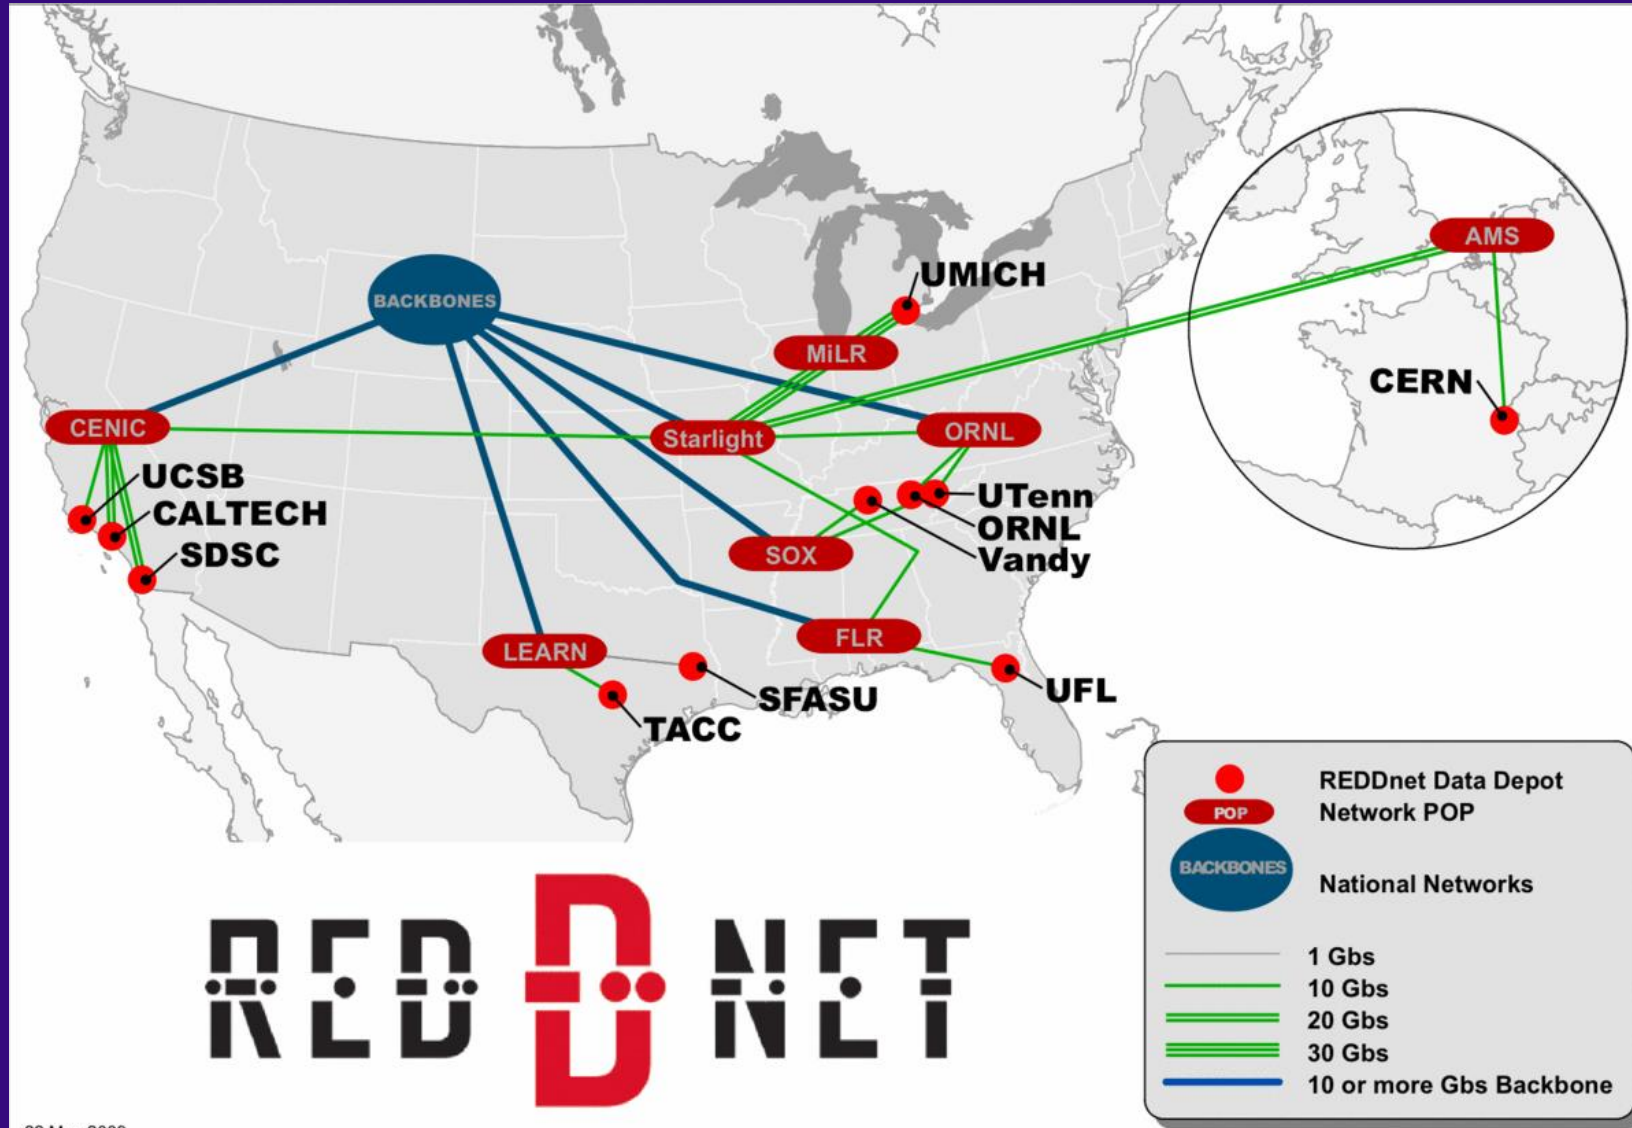 UMICH
AMS
BACKBONES
MiLR
CERN
CENIC
Starlight
ORNL
UCSB
CALTECH
SDSC
UTenn
ORNL
Vandy
SOX
LEARN
FLR
SFASU
UFL
TACC
REDDnet Data Depot
POP
Network POP
BACKBONES
National Networks
1 Gbs
10 Gbs
20 Gbs
30 Gbs
10 or more Gbs Backbone
RED D NET